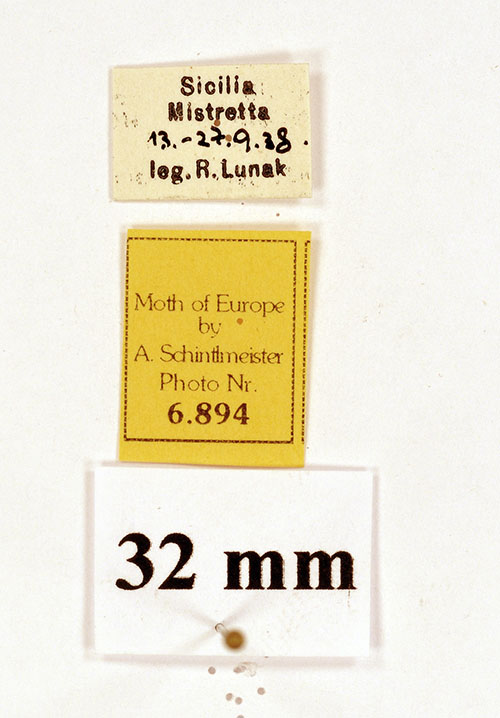 Sicilia
Mistretta
13.-27.9.38.
leg. R. Lunak
Moth of Europe
by
A. Schintlmeister
Photo Nr.
6.894
32 mm